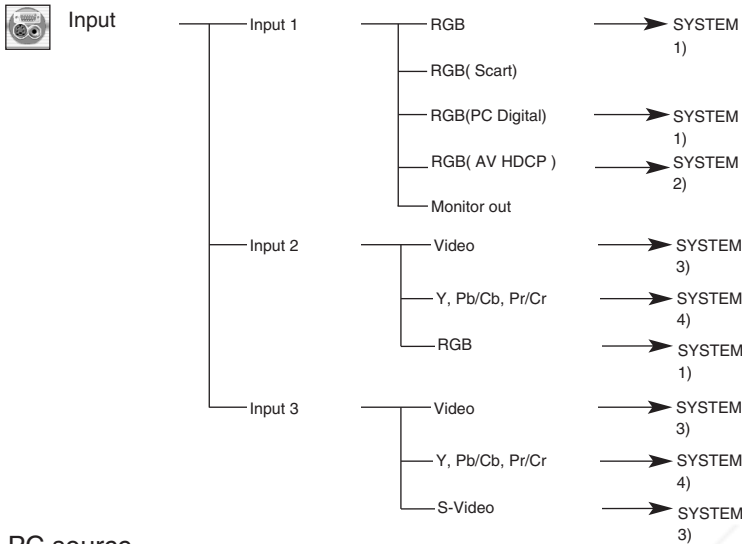 Input
Input 1
RGB
SYSTEM
1)
RGB( Scart)
RGB(PC Digital)
SYSTEM
1)
RGB( AV HDCP )
SYSTEM
2)
Monitor out
Input 2
Video
SYSTEM
3)
Y, Pb/Cb, Pr/Cr
SYSTEM
4)
RGB
SYSTEM
1)
Input 3
Video
SYSTEM
3)
Y, Pb/Cb, Pr/Cr
SYSTEM
4)
S-Video
SYSTEM
3)
PC source